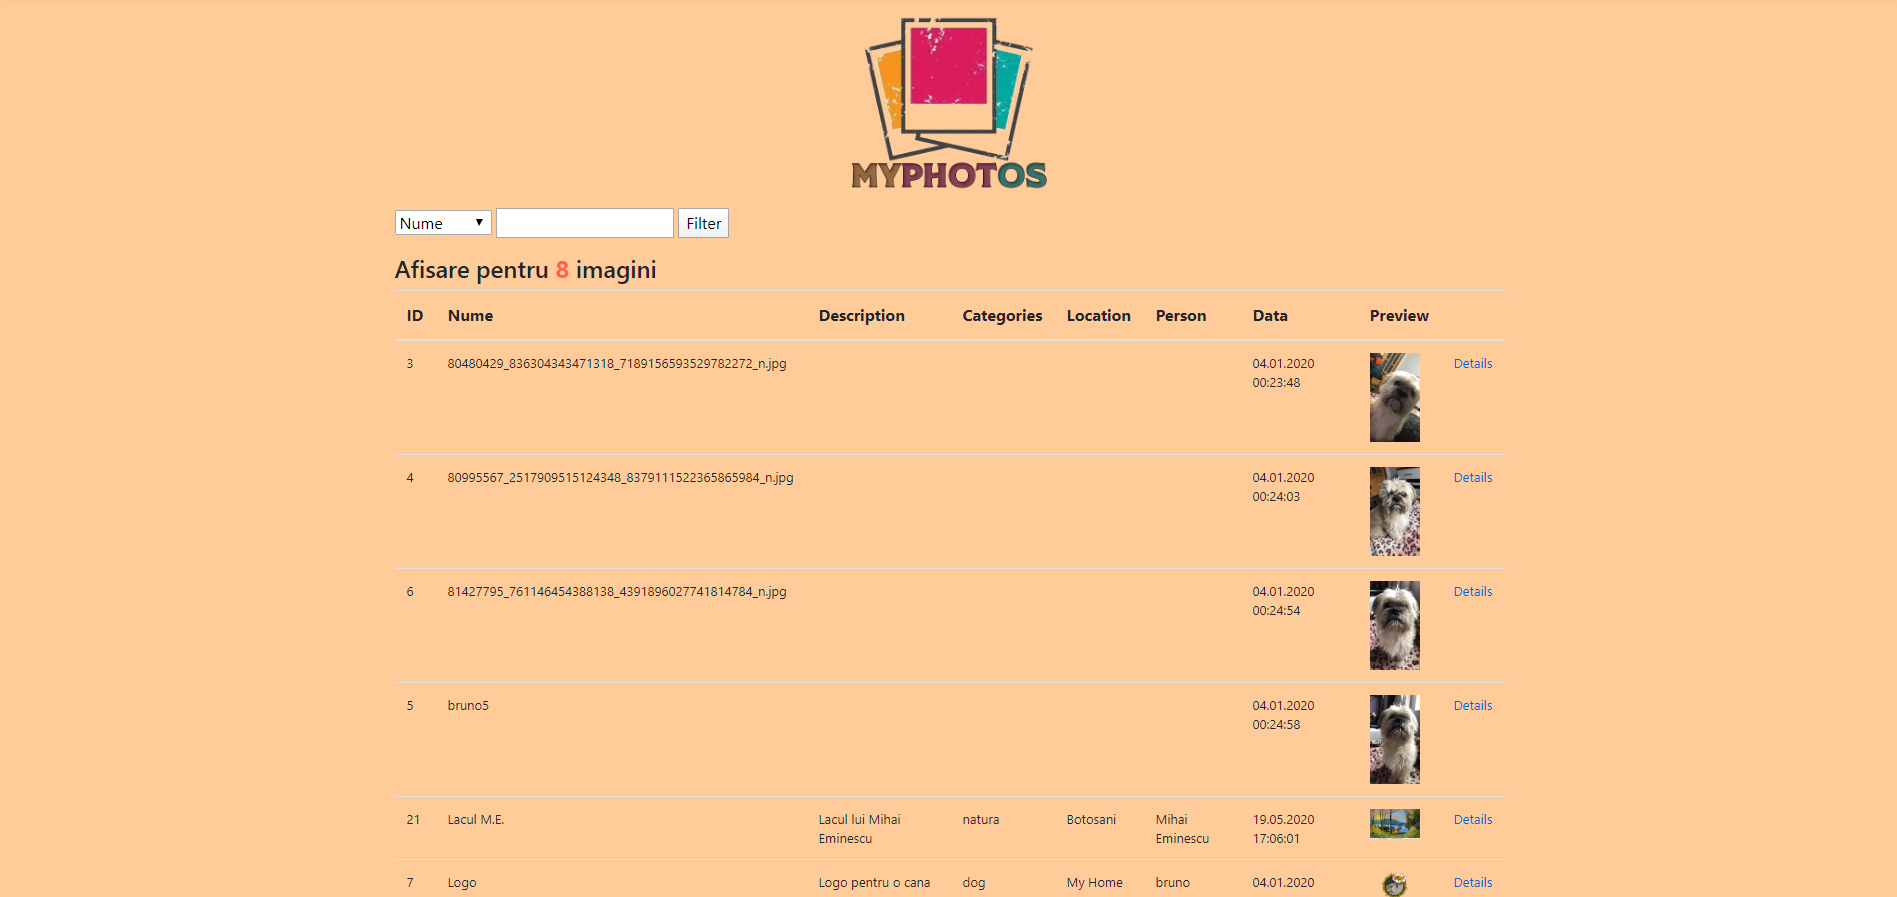 MYPHOTOS
Nume
Filter
Afisare pentru 8 imagini
ID Nume Description Categories Location Person Data Preview
3 80480429_836304343471318_7189156593529782272_n.jpg 04.01.2020 Details
00:23:48
4 80995567_2517909515124348_8379111522365865984_n.jpg 04.01.2020 Details
00:24:03
6 81427795_761146454388138_4391896027741814784_n.jpg 04.01.2020 Details
00:24:54
5 bruno5 04.01.2020 Details
00:24:58
21 Lacul M.E. Lacul lui Mihai natura Botosani Mihai 19.05.2020 Details
Eminescu Eminescu 17:06:01
7 Logo Logo pentru o cana dog My Home bruno 04.01.2020 Details